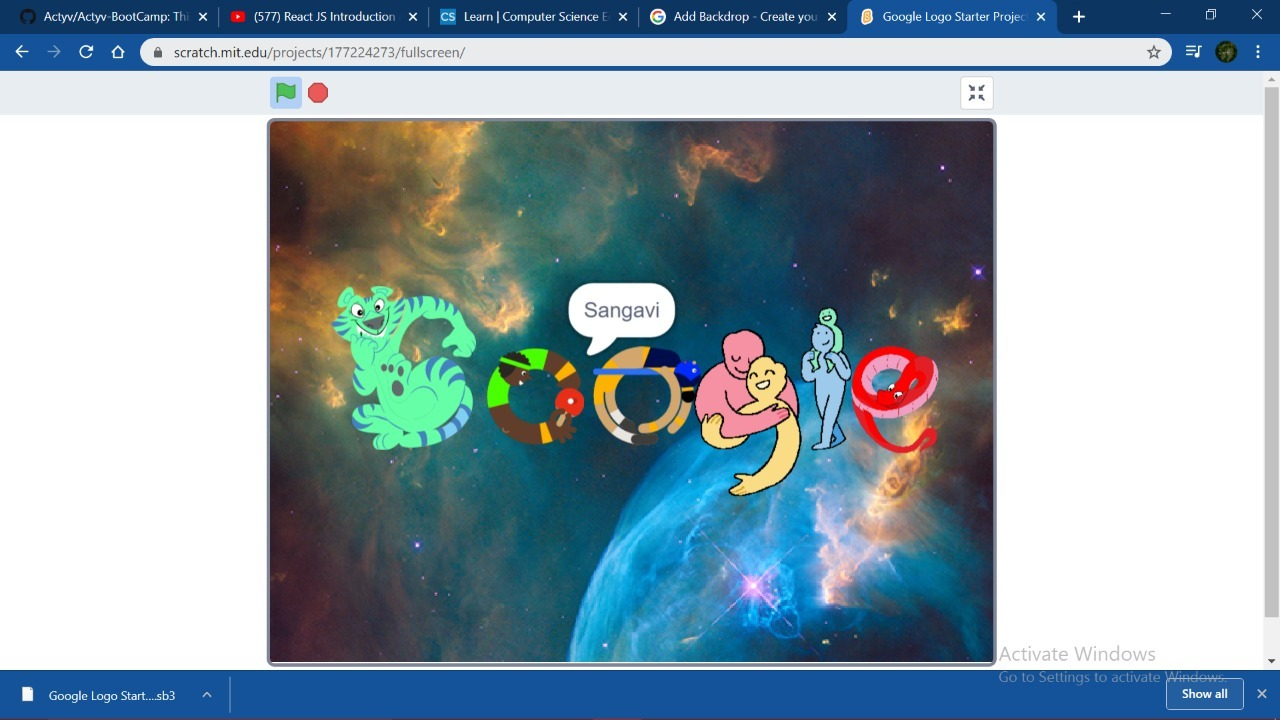 Actyv/Actyv-BootCamp: Thi
(577) React JS Introduction
CS Learn | Computer Science E
Add Backdrop - Create you
Google Logo Starter Projec
scratch.mit.edu/projects/177224273/fullscreen/
Sangavi
Google
Activate Windows
Go to Settings to activate Windows.
Google Logo Start....sb3
Show all